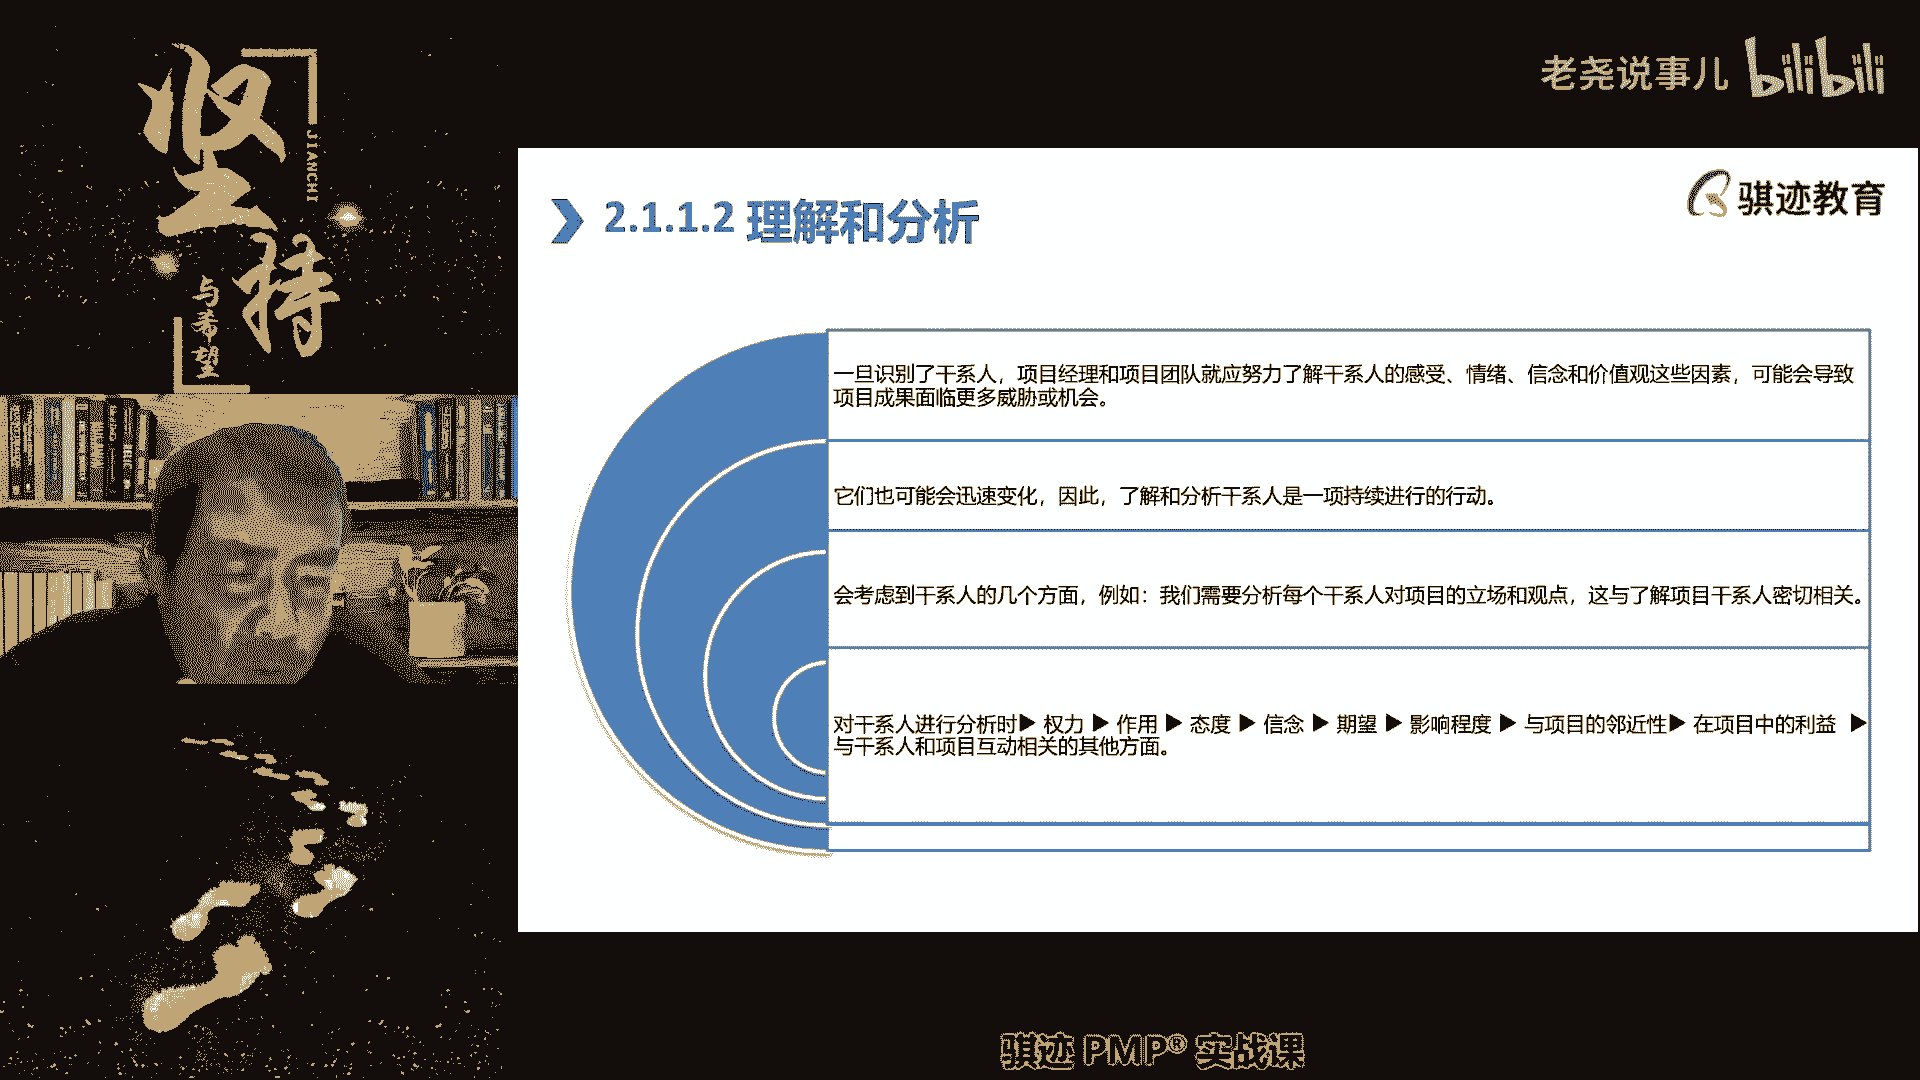 坚持
JIANCHI
与希望
老尧说事儿 bilibili
骐迹教育
2.1.1.2 理解和分析
一旦识别了干系人，项目经理和项目团队就应努力了解干系人的感受、情绪、信念和价值观这些因素，可能会导致
项目成果面临更多威胁或机会。
它们也可能会迅速变化，因此，了解和分析干系人是一项持续进行的行动。
会考虑到干系人的几个方面，例如：我们需要分析每个干系人对项目的立场和观点，这与了解项目干系人密切相关。
对干系人进行分析时▶ 权力 ▶ 作用 ▶ 态度 ▶ 信念 ▶ 期望 ▶ 影响程度 ▶ 与项目的邻近性▶ 在项目中的利益 ▶
与干系人和项目互动相关的其他方面。
骐迹 PMP® 实战课